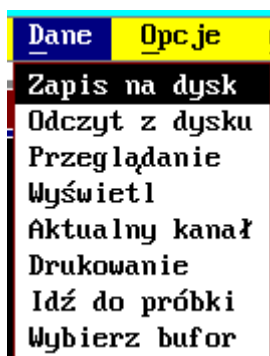 Dane Opcje
Zapis na dysk
Odczyt z dysku
Przeglądanie
Wyświetl
Aktualny kanał
Drukowanie
Idź do próbki
Wybierz bufor